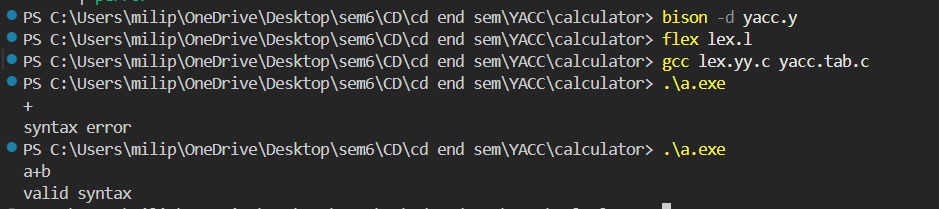 PS C:\Users\milip\OneDrive\Desktop\sem6\CD\cd end sem\YACC\calculator> bison -d yacc.y
PS C:\Users\milip\OneDrive\Desktop\sem6\CD\cd end sem\YACC\calculator> flex lex.l
PS C:\Users\milip\OneDrive\Desktop\sem6\CD\cd end sem\YACC\calculator> gcc lex.yy.c yacc.tab.c
PS C:\Users\milip\OneDrive\Desktop\sem6\CD\cd end sem\YACC\calculator> .\a.exe
+
syntax error
PS C:\Users\milip\OneDrive\Desktop\sem6\CD\cd end sem\YACC\calculator> .\a.exe
a+b
valid syntax